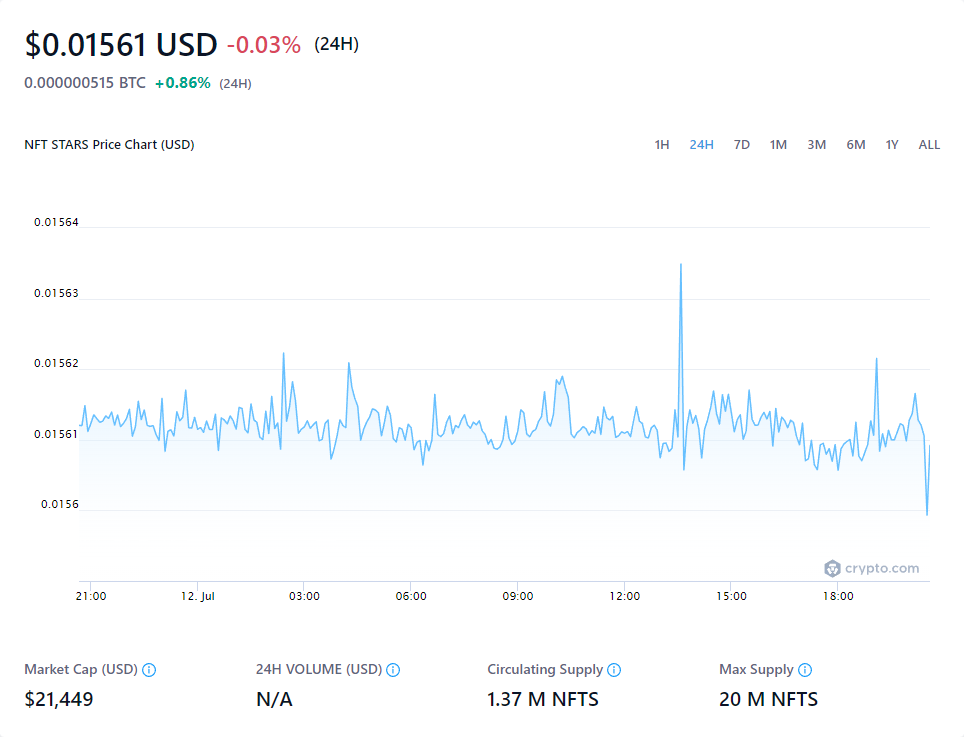 $0.01561 USD -0.03% (24H)
0.000000515 BTC +0.86% (24H)
NFT STARS Price Chart (USD) 1H 24H 7D 1M 3M 6M 1Y ALL
0.01564
0.01563
0.01562
0.01561
0.0156
crypto.com
21:00 12. Jul 03:00 06:00 09:00 12:00 15:00 18:00
Market Cap (USD) 24H VOLUME (USD) Circulating Supply Max Supply
$21,449 N/A 1.37 M NFTS 20 M NFTS